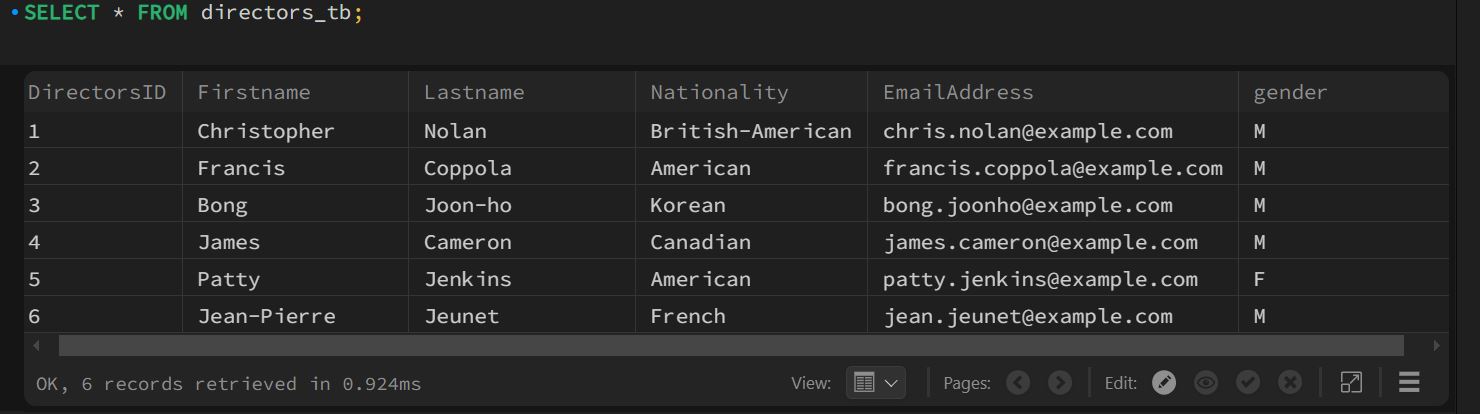 SELECT * FROM directors_tb;
DirectorsID Firstname Lastname Nationality EmailAddress gender
1 Christopher Nolan British-American chris.nolan@example.com M
2 Francis Coppola American francis.coppola@example.com M
3 Bong Joon-ho Korean bong.joonho@example.com M
4 James Cameron Canadian james.cameron@example.com M
5 Patty Jenkins American patty.jenkins@example.com F
6 Jean-Pierre Jeunet French jean.jeunet@example.com M
OK, 6 records retrieved in 0.924ms View: Pages: Edit: